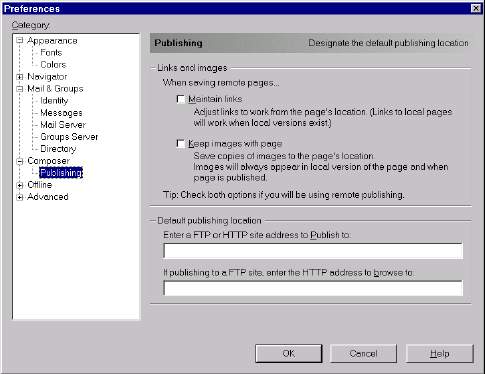 Preferences
Category:
Appearance
Fonts
Colors
Navigator
Mail & Groups
Identity
Messages
Mail Server
Groups Server
Directory
Composer
Publishing
Offline
Advanced
Publishing Designate the default publishing location
Links and images
When saving remote pages...
Maintain links
Adjust links to work from the page's location. (Links to local pages
will work when local versions exist.)
Keep images with page
Save copies of images to the page's location.
Images will always appear in local version of the page and when
page is published.
Tip: Check both options if you will be using remote publishing.
Default publishing location
Enter a FTP or HTTP site address to Publish to:
If publishing to a FTP site, enter the HTTP address to browse to:
OK Cancel Help